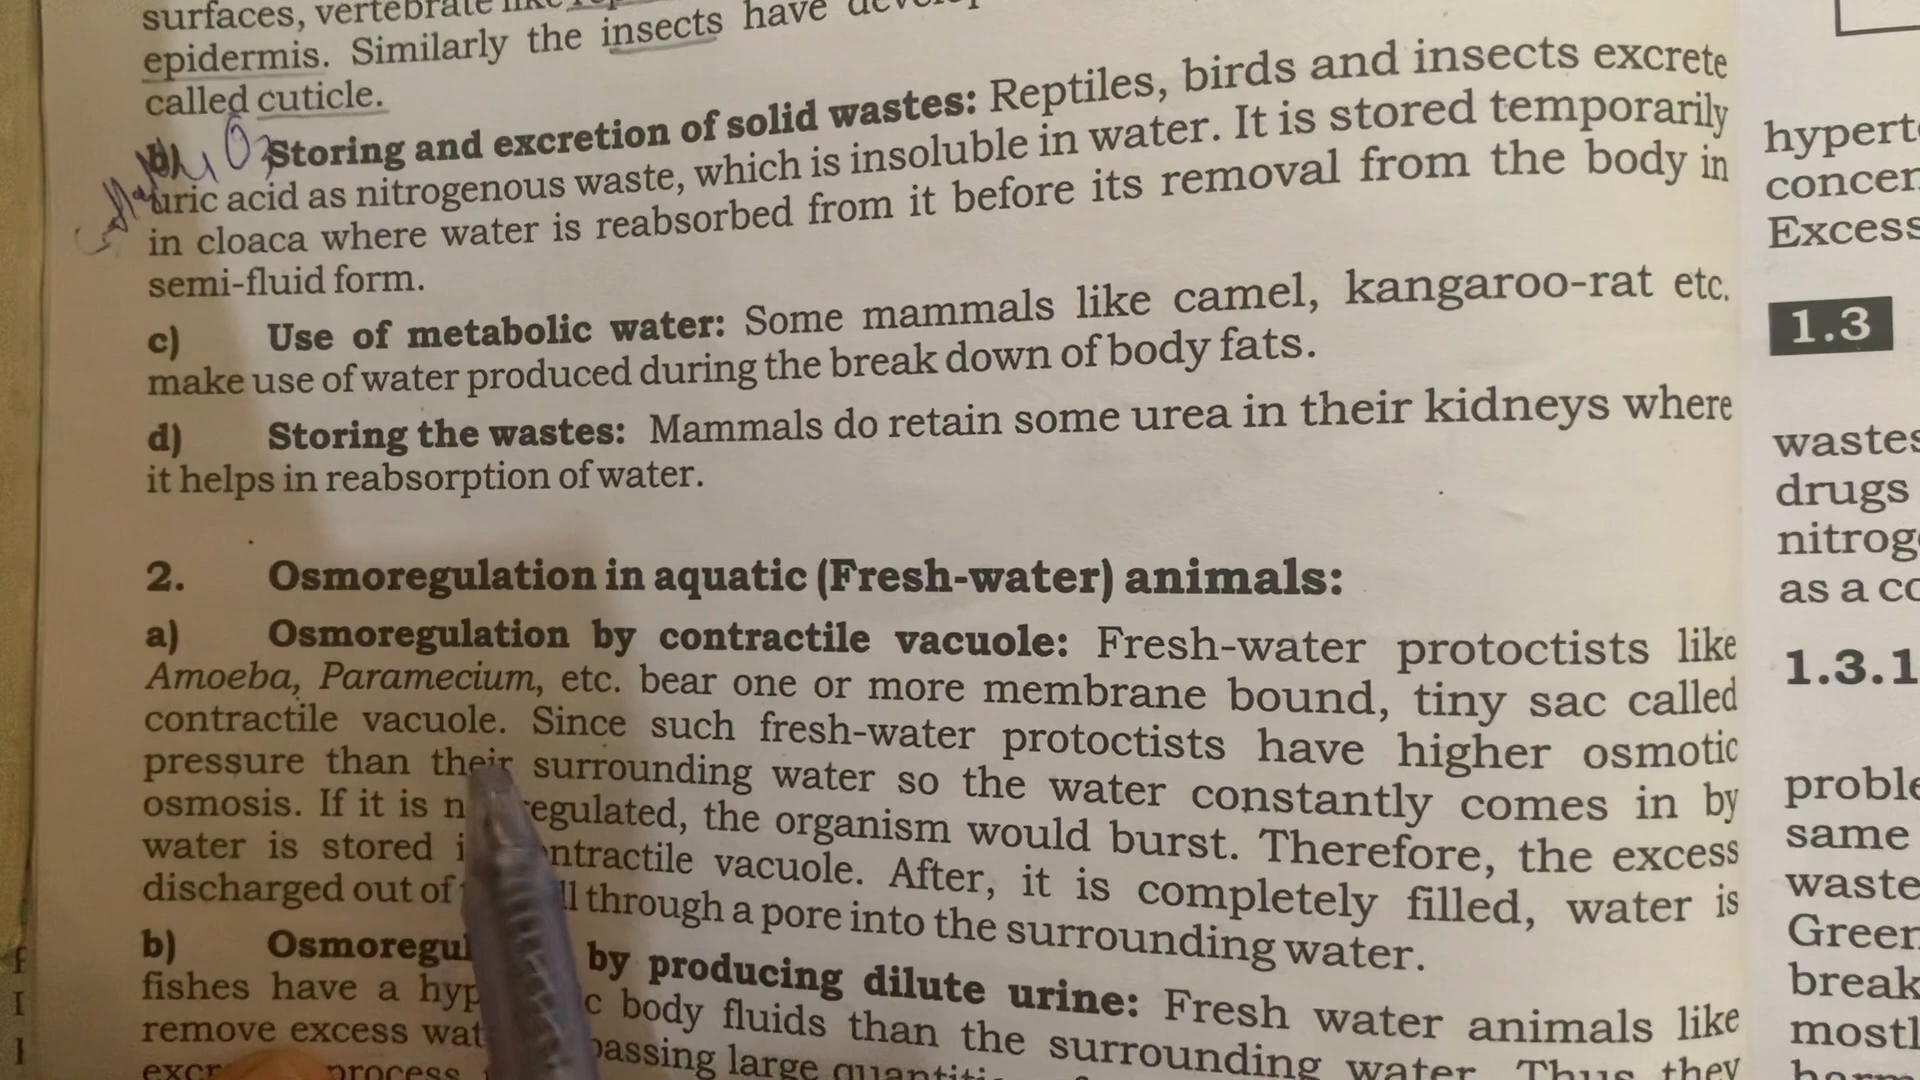 surfaces, vertebrate like
epidermis. Similarly the insects have
called cuticle.
b) Storing and excretion of solid wastes: Reptiles, birds and insects excrete
uric acid as nitrogenous waste, which is insoluble in water. It is stored temporarily
in cloaca where water is reabsorbed from it before its removal from the body in
semi-fluid form.
c) Use of metabolic water: Some mammals like camel, kangaroo-rat etc.
make use of water produced during the break down of body fats.
d) Storing the wastes: Mammals do retain some urea in their kidneys where
it helps in reabsorption of water.
2. Osmoregulation in aquatic (Fresh-water) animals:
a) Osmoregulation by contractile vacuole: Fresh-water protoctists like
Amoeba, Paramecium, etc. bear one or more membrane bound, tiny sac called
contractile vacuole. Since such fresh-water protoctists have higher osmotic
pressure than their surrounding water so the water constantly comes in by
osmosis. If it is n egulated, the organism would burst. Therefore, the excess
water is stored i ntractile vacuole. After, it is completely filled, water is
discharged out of ll through a pore into the surrounding water.
b) Osmoregul by producing dilute urine: Fresh water animals like
fishes have a hyp c body fluids than the surrounding water. Thus they
remove excess wat passing large
process
hypert
concen
Excess
1.3
wastes
drugs
nitrog
as a co
1.3.1
proble
same
waste
Green
break
mostl